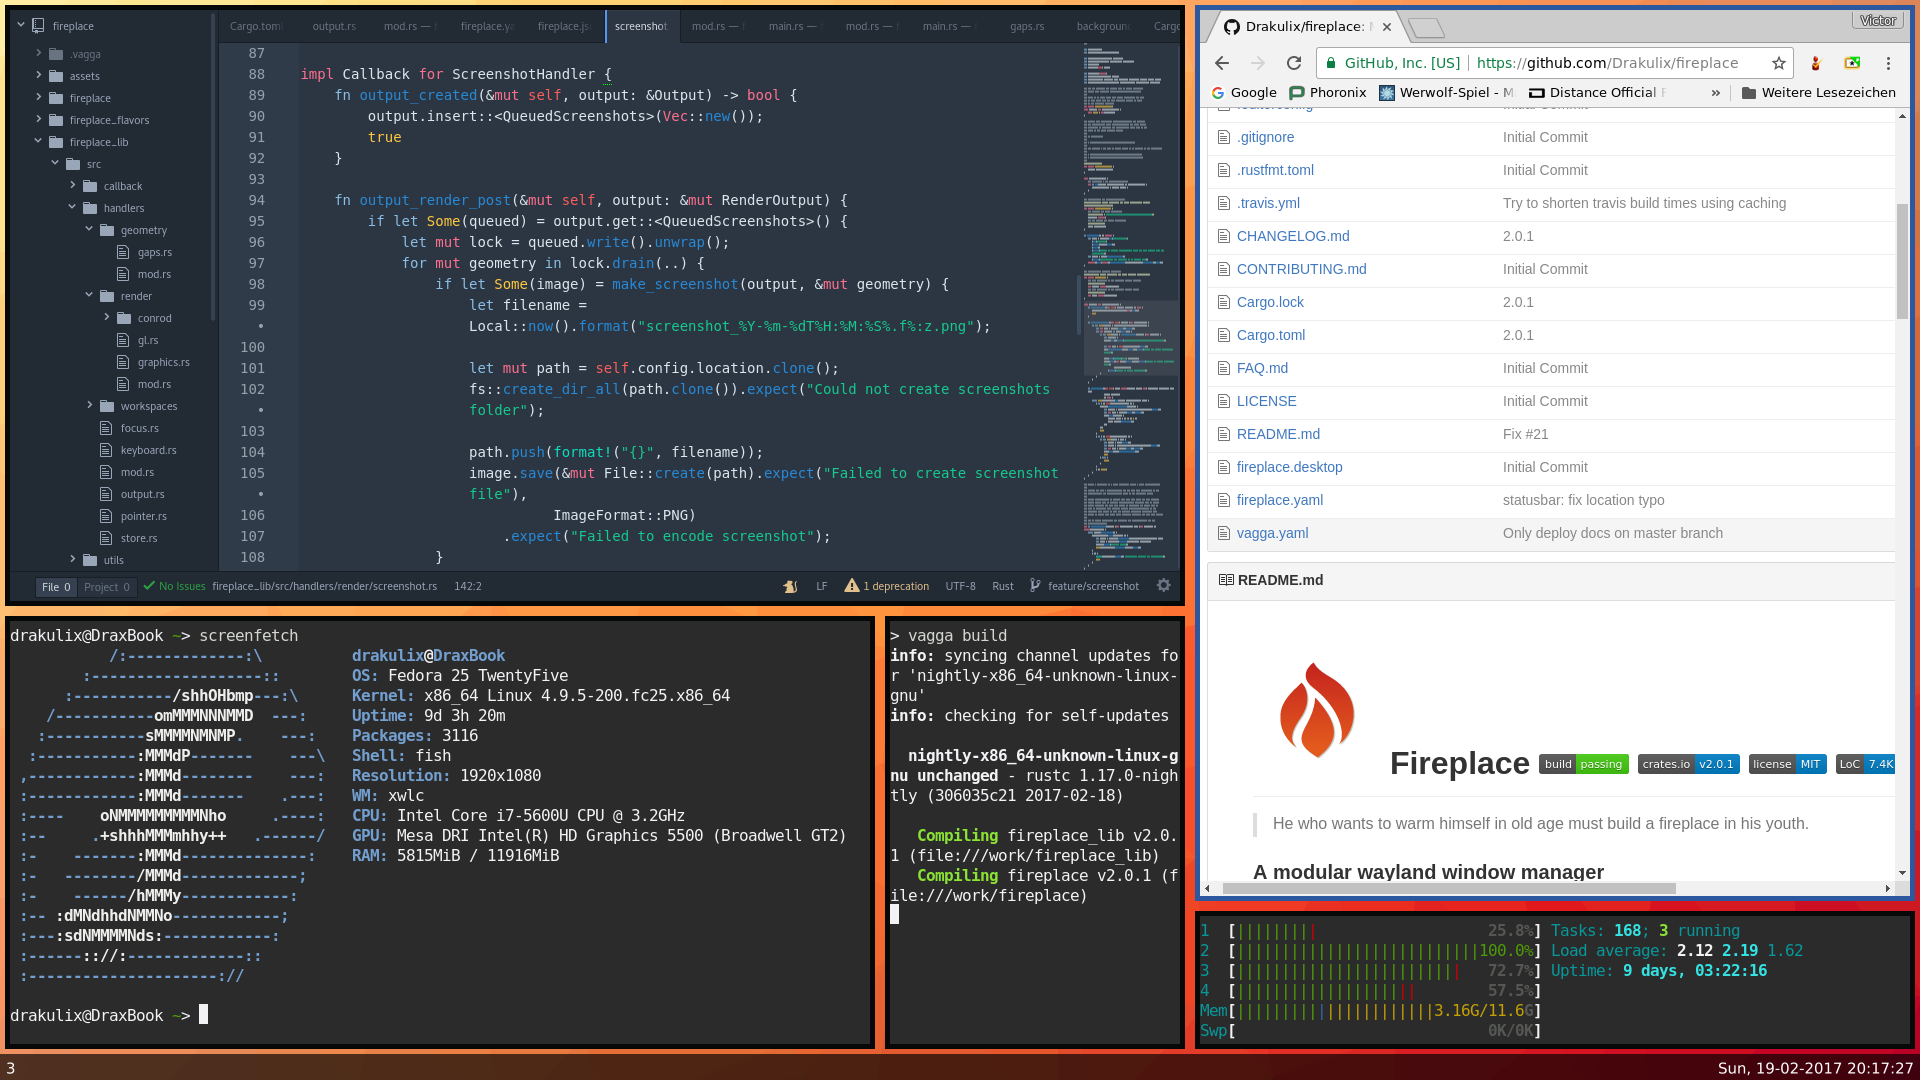 fireplace
.vagga
assets
fireplace
fireplace_flavors
fireplace_lib
src
callback
handlers
geometry
gaps.rs
mod.rs
render
conrod
gl.rs
graphics.rs
mod.rs
workspaces
focus.rs
keyboard.rs
mod.rs
output.rs
pointer.rs
store.rs
utils
Cargo.toml output.rs mod.rs — fireplace.ya fireplace.js screenshot mod.rs — main.rs — mod.rs — main.rs — gaps.rs backgroun Cargo
87
88 impl Callback for ScreenshotHandler {
89 fn output_created(&mut self, output: &Output) -> bool {
90 output.insert::<QueuedScreenshots>(Vec::new());
91 true
92 }
93
94 fn output_render_post(&mut self, output: &mut RenderOutput) {
95 if let Some(queued) = output.get::<QueuedScreenshots>() {
96 let mut lock = queued.write().unwrap();
97 for mut geometry in lock.drain(..) {
98 if let Some(image) = make_screenshot(output, &mut geometry) {
99 let filename =
• Local::now().format("screenshot_%Y-%m-%dT%H:%M:%S%.f%:z.png");
100
101 let mut path = self.config.location.clone();
102 fs::create_dir_all(path.clone()).expect("Could not create screenshots
• folder");
103
104 path.push(format!("{}", filename));
105 image.save(&mut File::create(path).expect("Failed to create screenshot
• file"),
106 ImageFormat::PNG)
107 .expect("Failed to encode screenshot");
108 }
File 0 Project 0 No Issues fireplace_lib/src/handlers/render/screenshot.rs 142:2 LF 1 deprecation UTF-8 Rust feature/screenshot
drakulix@DraxBook ~> screenfetch
/:-------------:\
:-------------------::
:-----------/shhOHbmp---:\
/-----------omMMMNNNMMD  ---:
:-----------sMMMMNMNMP.    ---:
:-----------:MMMdP-------    ---\
,------------:MMMd--------    ---:
:------------:MMMd-------    .---:
:----    oNMMMMMMMMMNho     .----:
:--     .+shhhMMMmhhy++   .------/
:-    -------:MMMd--------------:
:-   --------/MMMd-------------;
:-    ------/hMMMy------------:
:-- :dMNdhhdNMMNo------------;
:---:sdNMMMMNds:------------:
:------:://:-------------::
:---------------------://
drakulix@DraxBook
OS: Fedora 25 TwentyFive
Kernel: x86_64 Linux 4.9.5-200.fc25.x86_64
Uptime: 9d 3h 20m
Packages: 3116
Shell: fish
Resolution: 1920x1080
WM: xwlc
CPU: Intel Core i7-5600U CPU @ 3.2GHz
GPU: Mesa DRI Intel(R) HD Graphics 5500 (Broadwell GT2)
RAM: 5815MiB / 11916MiB
drakulix@DraxBook ~>
> vagga build
info: syncing channel updates fo
r 'nightly-x86_64-unknown-linux-
gnu'
info: checking for self-updates
nightly-x86_64-unknown-linux-g
nu unchanged - rustc 1.17.0-nigh
tly (306035c21 2017-02-18)
Compiling fireplace_lib v2.0.
1 (file:///work/fireplace_lib)
Compiling fireplace v2.0.1 (f
ile:///work/fireplace)
Drakulix/fireplace: Victor
GitHub, Inc. [US] https://github.com/Drakulix/fireplace
Google Phoronix Werwolf-Spiel - M Distance Official F » Weitere Lesezeichen
Initial Commit
.gitignore Initial Commit
.rustfmt.toml Initial Commit
.travis.yml Try to shorten travis build times using caching
CHANGELOG.md 2.0.1
CONTRIBUTING.md Initial Commit
Cargo.lock 2.0.1
Cargo.toml 2.0.1
FAQ.md Initial Commit
LICENSE Initial Commit
README.md Fix #21
fireplace.desktop Initial Commit
fireplace.yaml statusbar: fix location typo
vagga.yaml Only deploy docs on master branch
README.md
Fireplace build passing crates.io v2.0.1 license MIT LoC 7.4K
He who wants to warm himself in old age must build a fireplace in his youth.
A modular wayland window manager
1 [||||||||| 25.8%] Tasks: 168; 3 running
2 [|||||||||||||||||||||||||||100.0%] Load average: 2.12 2.19 1.62
3 [||||||||||||||||||||||||| 72.7%] Uptime: 9 days, 03:22:16
4 [|||||||||||||||||||| 57.5%]
Mem[||||||||||||||||||||||3.16G/11.6G]
Swp[ 0K/0K]
3 Sun, 19-02-2017 20:17:27